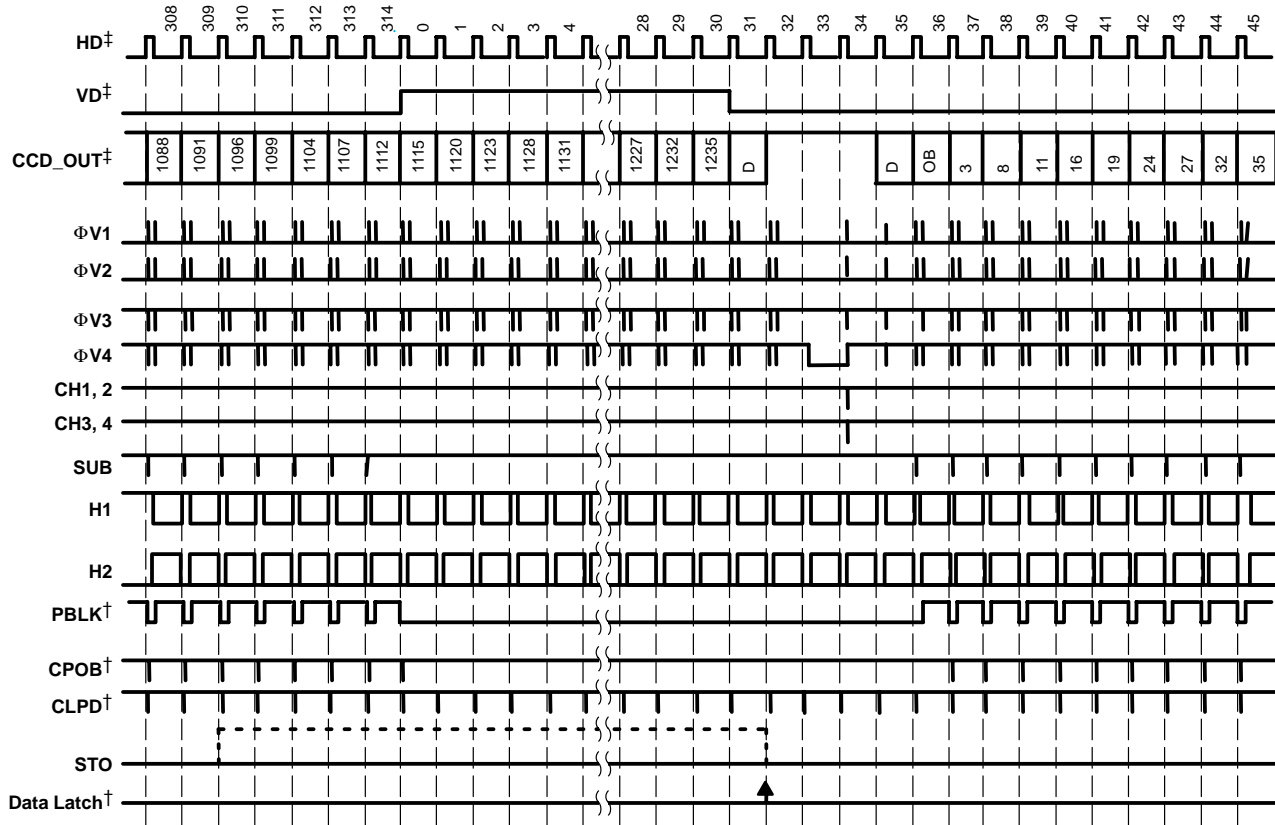 308 309 310 311 312 313 314 0 1 2 3 4 28 29 30 31 32 33 34 35 36 37 38 39 40 41 42 43 44 45
HD‡
VD‡
CCD_OUT‡ 1088 1091 1096 1099 1104 1107 1112 1115 1120 1123 1128 1131 1227 1232 1235 D D OB 3 8 11 16 19 24 27 32 35
ΦV1
ΦV2
ΦV3
ΦV4
CH1, 2
CH3, 4
SUB
H1
H2
PBLK†
CPOB†
CLPD†
STO
Data Latch†